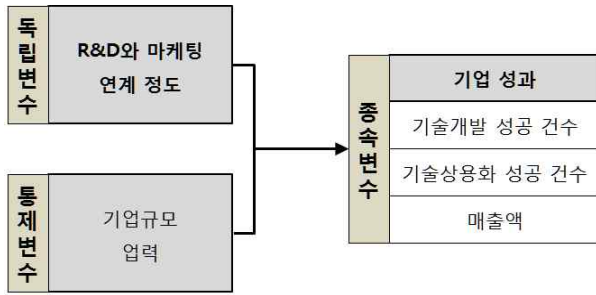 독립변수
R&D와 마케팅
연계 정도
통제변수
기업규모
업력
종속변수
기업 성과
기술개발 성공 건수
기술상용화 성공 건수
매출액